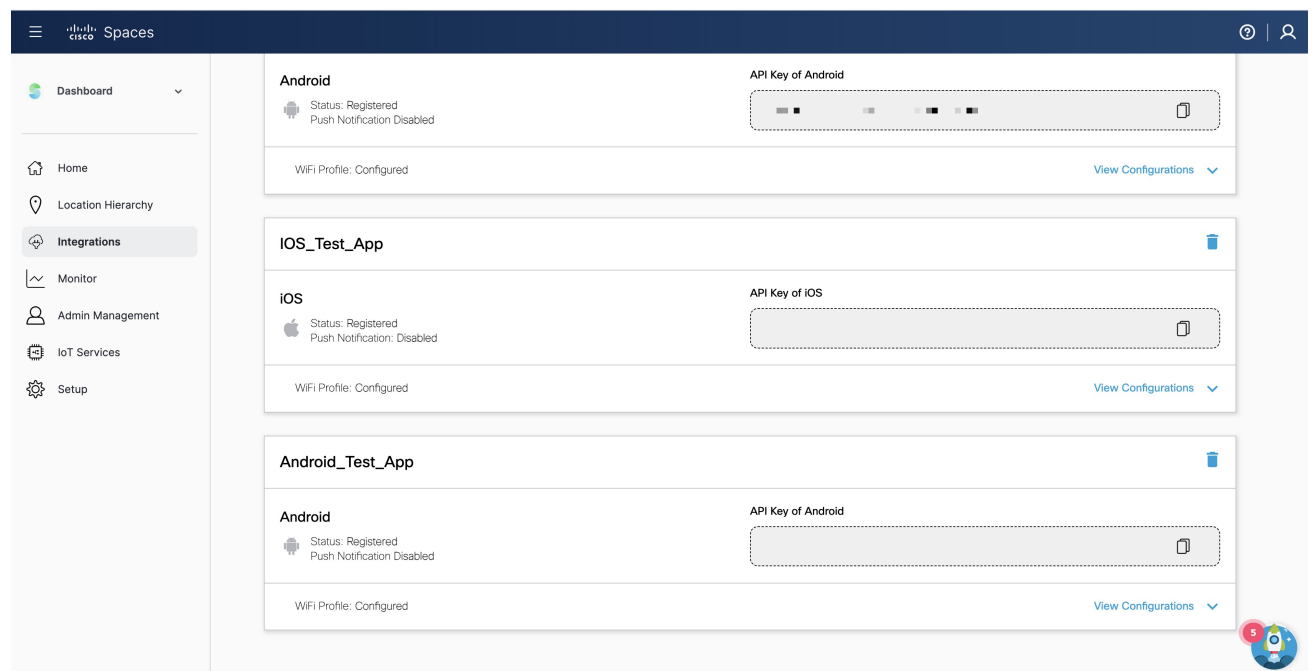 cisco Spaces
Dashboard
Home
Location Hierarchy
Integrations
Monitor
Admin Management
IoT Services
Setup
Android
Status: Registered
Push Notification Disabled
API Key of Android
WiFi Profile: Configured
View Configurations
IOS_Test_App
iOS
Status: Registered
Push Notification: Disabled
API Key of iOS
WiFi Profile: Configured
View Configurations
Android_Test_App
Android
Status: Registered
Push Notification Disabled
API Key of Android
WiFi Profile: Configured
View Configurations
5